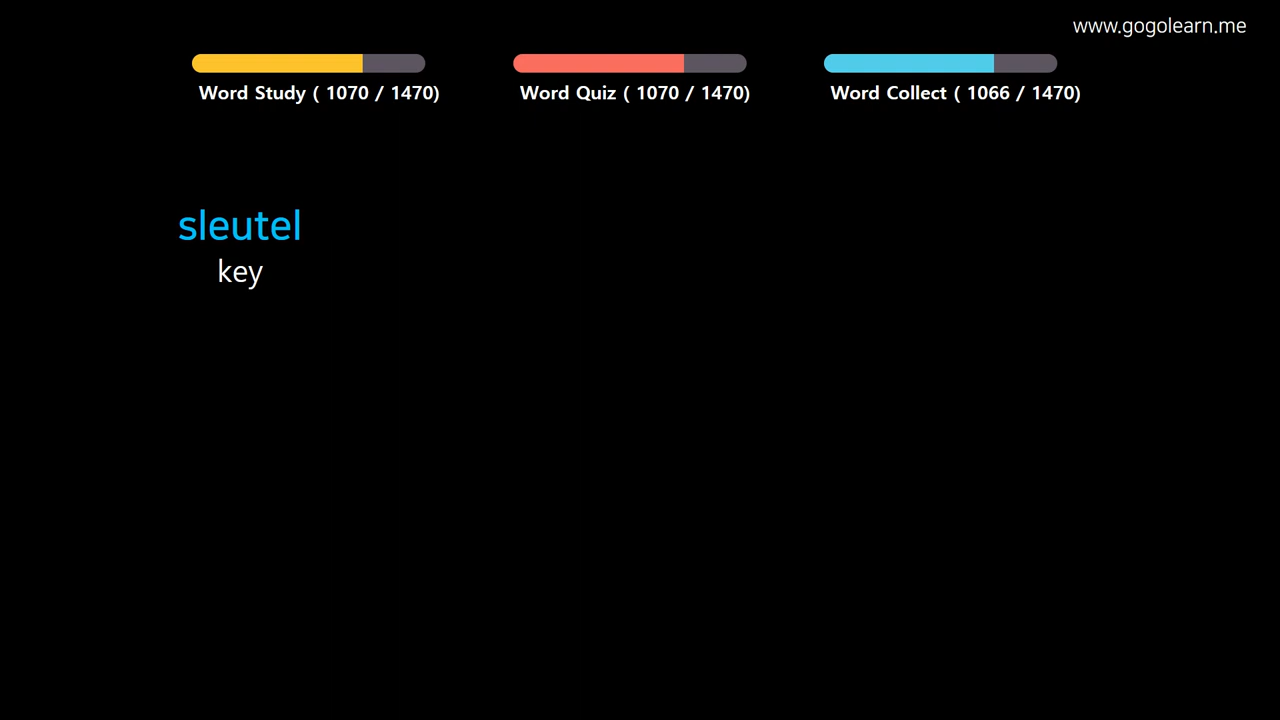 www.gogolearn.me
Word Study ( 1070 / 1470)
Word Quiz ( 1070 / 1470)
Word Collect ( 1066 / 1470)
sleutel
key